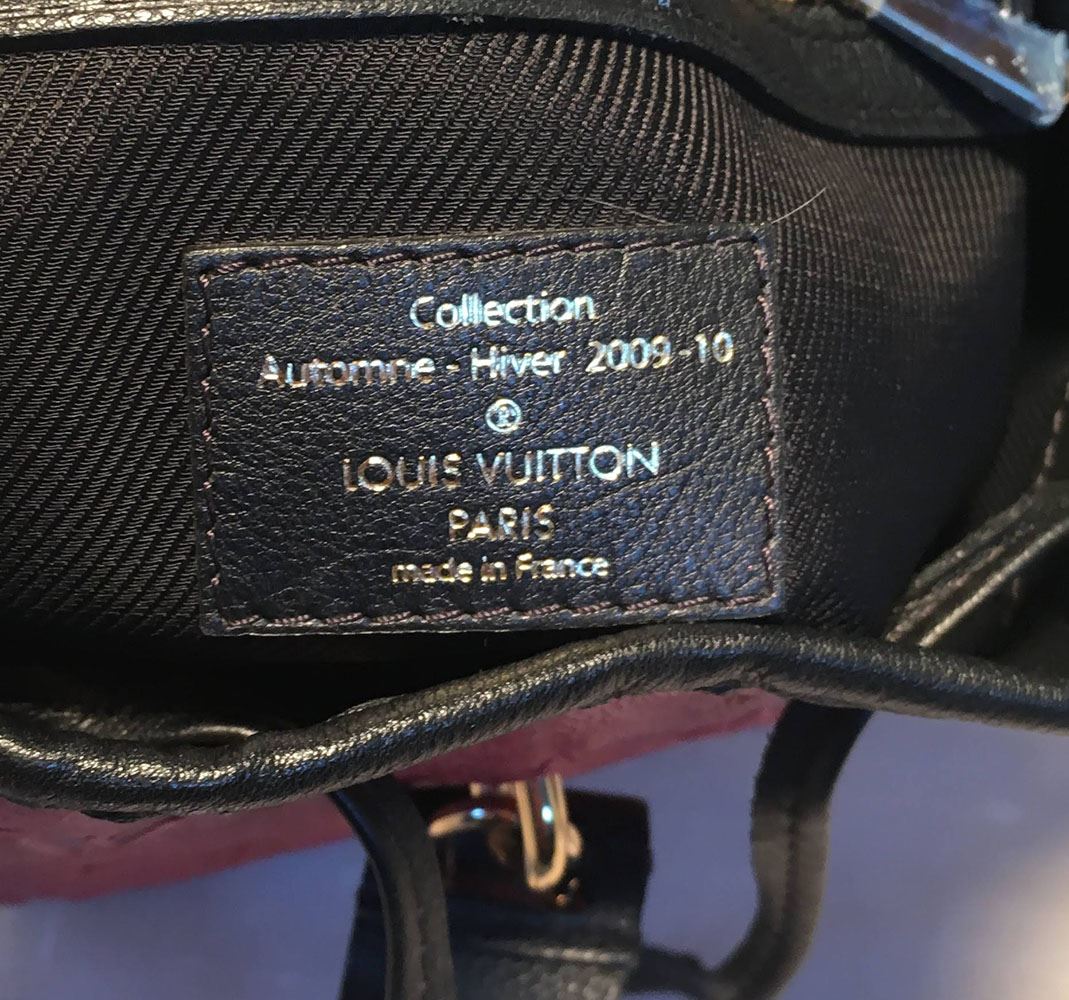 Collection
Automne - Hiver 2009-10
®
LOUIS VUITTON
PARIS
made in France